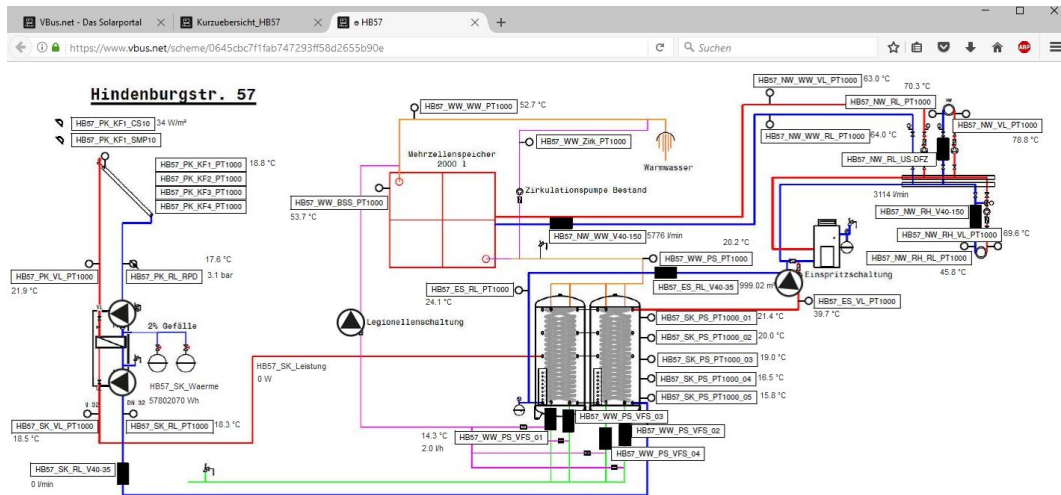 VBus.net - Das Solarportal
Kurzuebersicht_HB57
HB57
https://www.vbus.net/scheme/0645cbc7f1fab747293ff58d2655b90e
Suchen
ABP
Hindenburgstr. 57
HB57_PK_KF1_CS10 34 W/m²
HB57_PK_KF1_SMP10
HB57_PK_KF1_PT1000 18.8 °C
HB57_PK_KF2_PT1000
HB57_PK_KF3_PT1000
HB57_PK_KF4_PT1000
17.6 °C
HB57_PK_VL_PT1000
21.9 °C
HB57_PK_RL_RPD
3.1 bar
2% Gefälle
HB57_SK_Waerme
57802070 Wh
DN 32
HB57_SK_VL_PT1000
18.5 °C
HB57_SK_RL_PT1000 18.3 °C
HB57_SK_RL_V40-35
0 l/min
HB57_SK_Leistung
0 W
HB57_WW_WW_PT1000 52.7 °C
HB57_WW_Zirk_PT1000
Warmwasser
Mehrzellenspeicher
2000 l
Zirkulationspumpe Bestand
HB57_WW_BSS_PT1000
53.7 °C
HB57_NW_WW_V40-150 5776 l/min
Legionellenschaltung
HB57_ES_RL_PT1000
24.1 °C
20.2 °C
HB57_WW_PS_PT1000
HB57_ES_RL_V40-35 999.02 m³
HB57_SK_PS_PT1000_01 21.4 °C
HB57_SK_PS_PT1000_02 20.0 °C
HB57_SK_PS_PT1000_03 19.0 °C
HB57_SK_PS_PT1000_04 16.5 °C
HB57_SK_PS_PT1000_05 15.8 °C
HB57_WW_PS_VFS_03
14.3 °C
HB57_WW_PS_VFS_01
2.0 l/h
HB57_WW_PS_VFS_02
HB57_WW_PS_VFS_04
HB57_NW_WW_VL_PT1000 63.0 °C
70.3 °C
HB57_NW_RL_PT1000
HB57_NW_VL_PT1000
78.8 °C
HB57_NW_WW_RL_PT1000
64.0 °C
HB57_NW_RL_US-DFZ
3114 l/min
HB57_NW_RH_V40-150
HB57_NW_RH_VL_PT1000 69.6 °C
HB57_NW_RH_RL_PT1000
45.8 °C
Einspritzschaltung
HB57_ES_VL_PT1000
39.7 °C